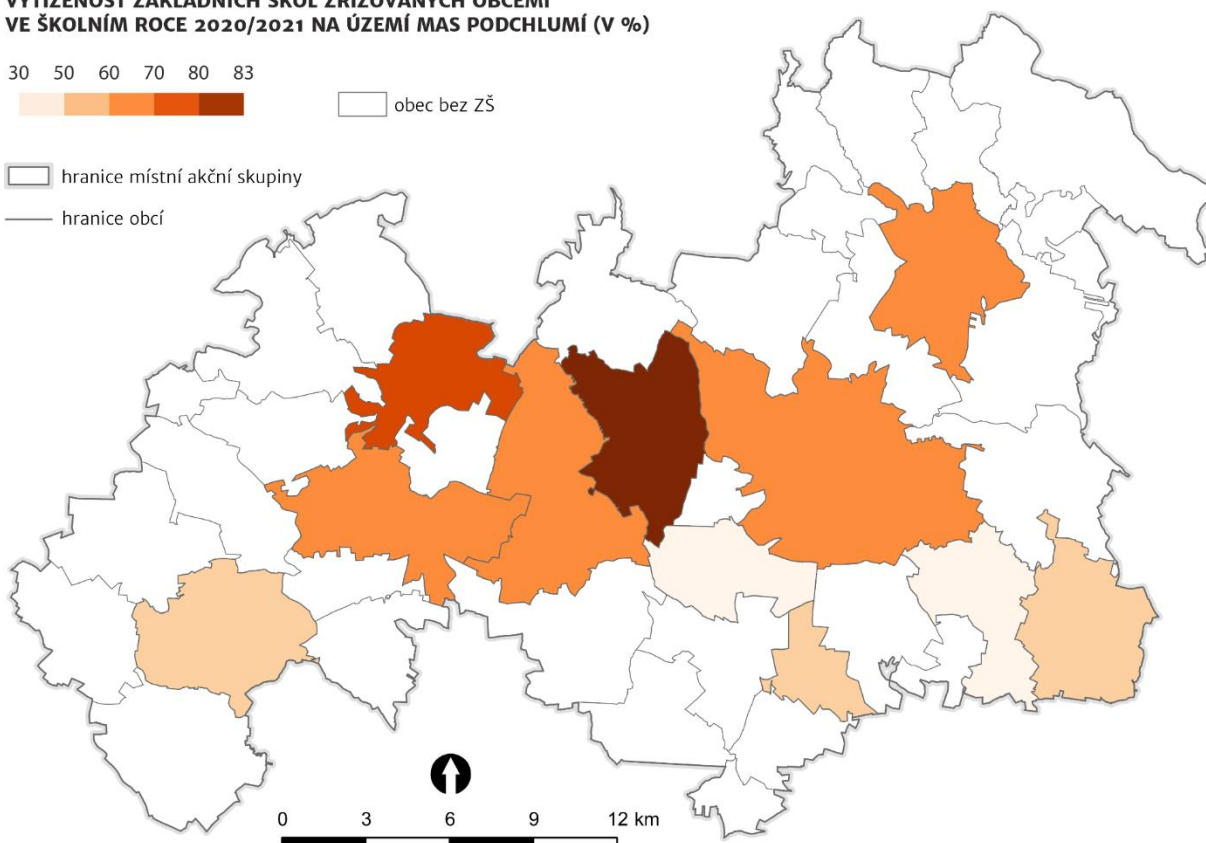 VYTÍŽENOST ZÁKLADNÍCH ŠKOL ZŘIZOVANÝCH OBCEMI
VE ŠKOLNÍM ROCE 2020/2021 NA ÚZEMÍ MAS PODCHLUMÍ (V %)
30 50 60 70 80 83
obec bez ZŠ
hranice místní akční skupiny
hranice obcí
0 3 6 9 12 km